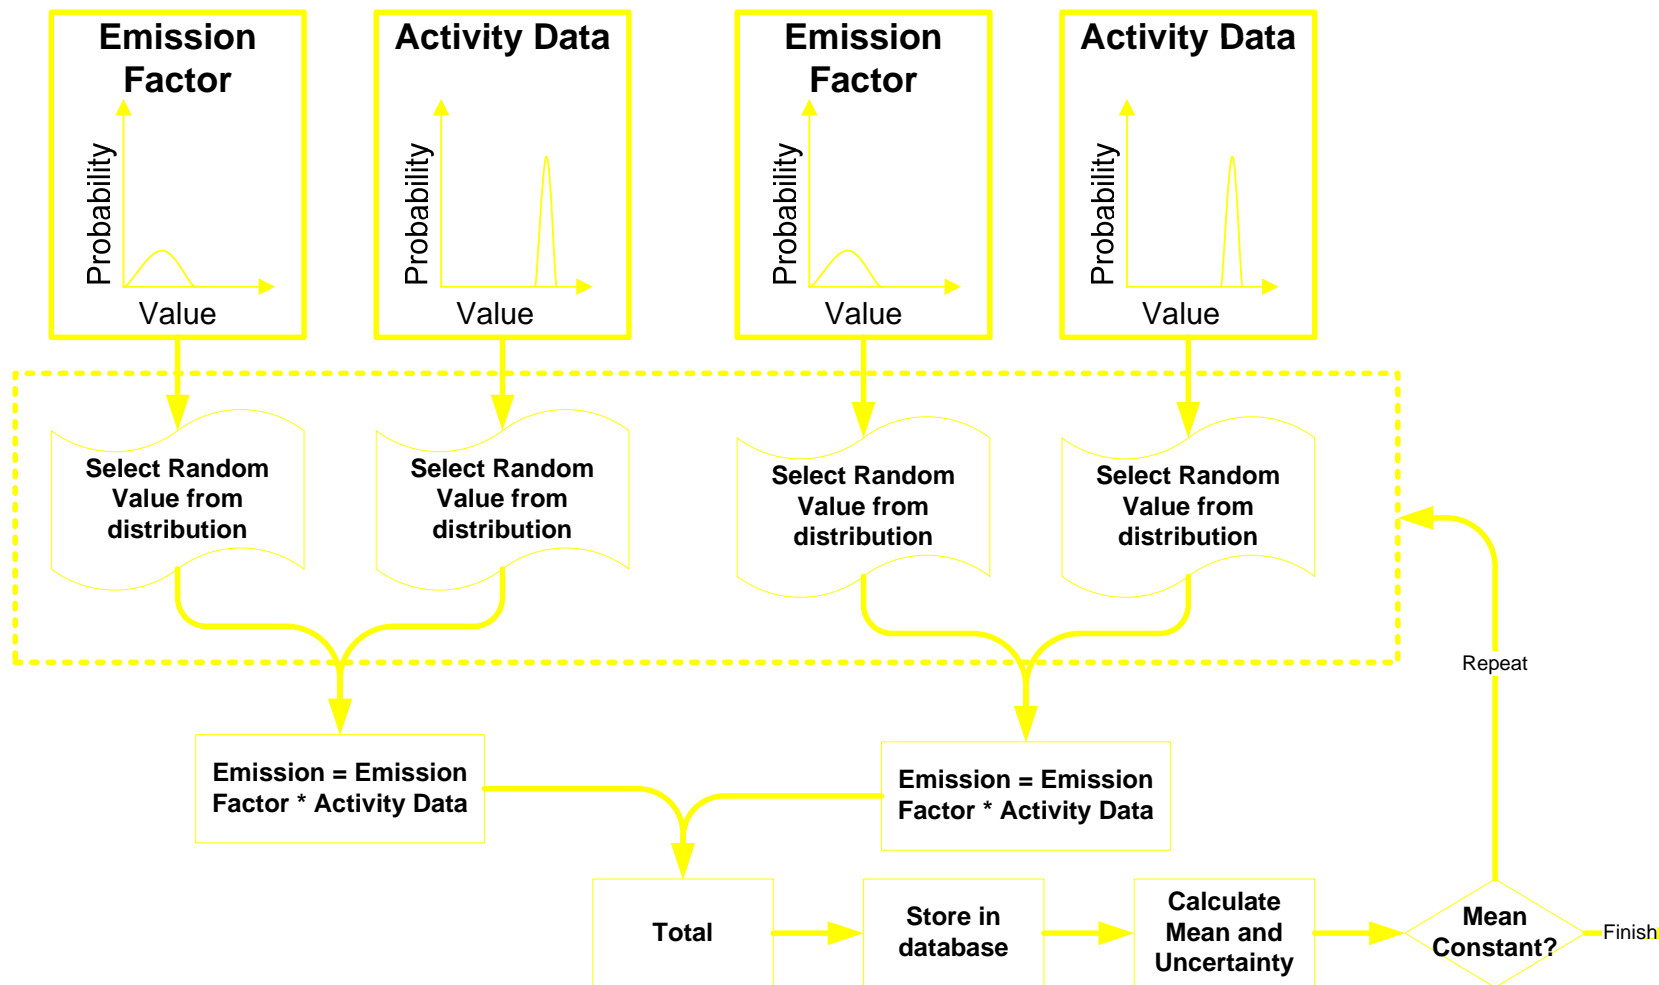 Emission
Factor
Probability
Value
Activity Data
Probability
Value
Emission
Factor
Probability
Value
Activity Data
Probability
Value
Select Random
Value from
distribution
Select Random
Value from
distribution
Select Random
Value from
distribution
Select Random
Value from
distribution
Repeat
Emission = Emission
Factor * Activity Data
Emission = Emission
Factor * Activity Data
Total
Store in
database
Calculate
Mean and
Uncertainty
Mean
Constant?
Finish